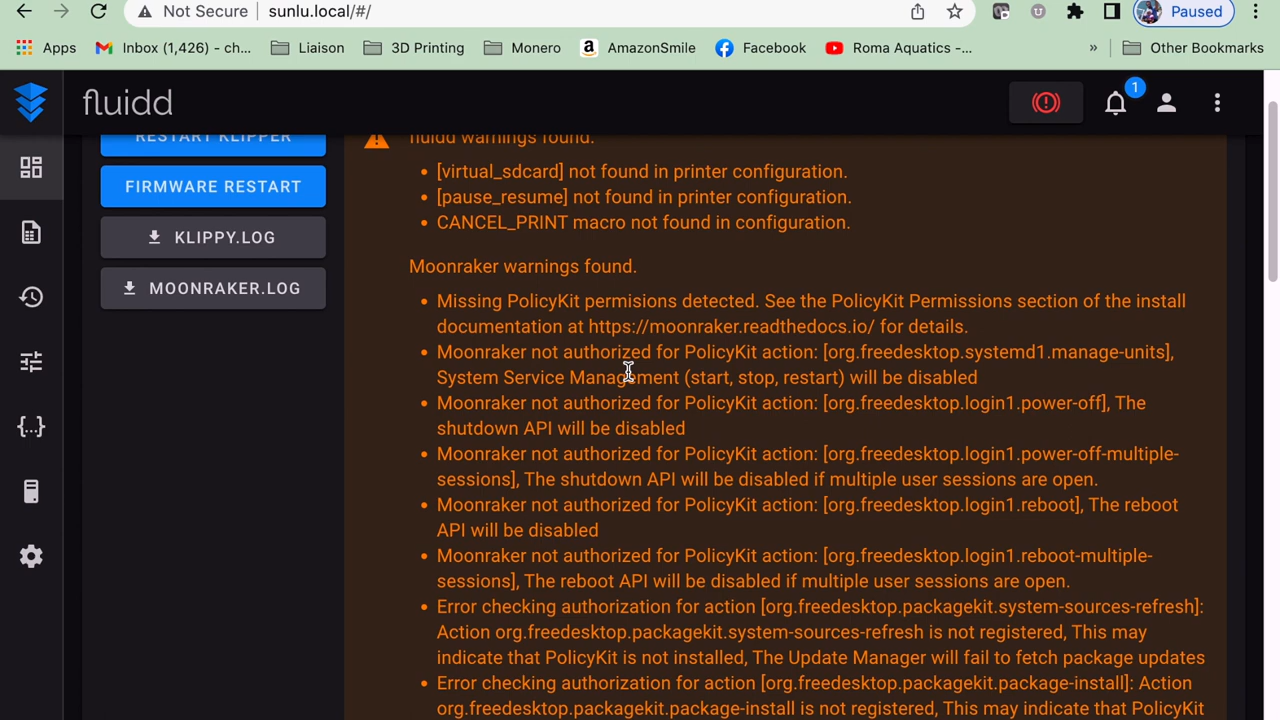 Not Secure sunlu.local/#/ Paused
Apps Inbox (1,426) – ch... Liaison 3D Printing Monero AmazonSmile Facebook Roma Aquatics -... » Other Bookmarks
fluidd 1
RESTART KLIPPER
FIRMWARE RESTART
KLIPPY.LOG
MOONRAKER.LOG
fluidd warnings found.
• [virtual_sdcard] not found in printer configuration.
• [pause_resume] not found in printer configuration.
• CANCEL_PRINT macro not found in configuration.
Moonraker warnings found.
• Missing PolicyKit permisions detected. See the PolicyKit Permissions section of the install
documentation at https://moonraker.readthedocs.io/ for details.
• Moonraker not authorized for PolicyKit action: [org.freedesktop.systemd1.manage-units],
System Service Management (start, stop, restart) will be disabled
• Moonraker not authorized for PolicyKit action: [org.freedesktop.login1.power-off], The
shutdown API will be disabled
• Moonraker not authorized for PolicyKit action: [org.freedesktop.login1.power-off-multiple-
sessions], The shutdown API will be disabled if multiple user sessions are open.
• Moonraker not authorized for PolicyKit action: [org.freedesktop.login1.reboot], The reboot
API will be disabled
• Moonraker not authorized for PolicyKit action: [org.freedesktop.login1.reboot-multiple-
sessions], The reboot API will be disabled if multiple user sessions are open.
• Error checking authorization for action [org.freedesktop.packagekit.system-sources-refresh]:
Action org.freedesktop.packagekit.system-sources-refresh is not registered, This may
indicate that PolicyKit is not installed, The Update Manager will fail to fetch package updates
• Error checking authorization for action [org.freedesktop.packagekit.package-install]: Action
org.freedesktop.packagekit.package-install is not registered, This may indicate that PolicyKit